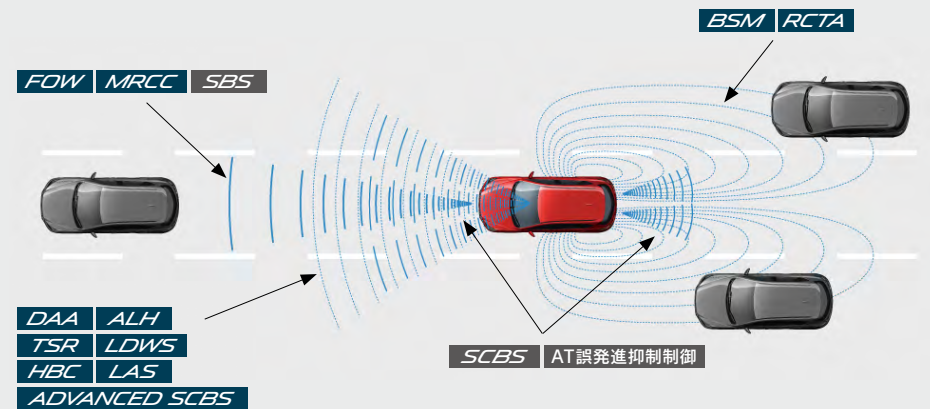 BSM RCTA
FOW MRCC SBS
DAA ALH
TSR LDWS
HBC LAS
ADVANCED SCBS
SCBS AT誤発進抑制制御